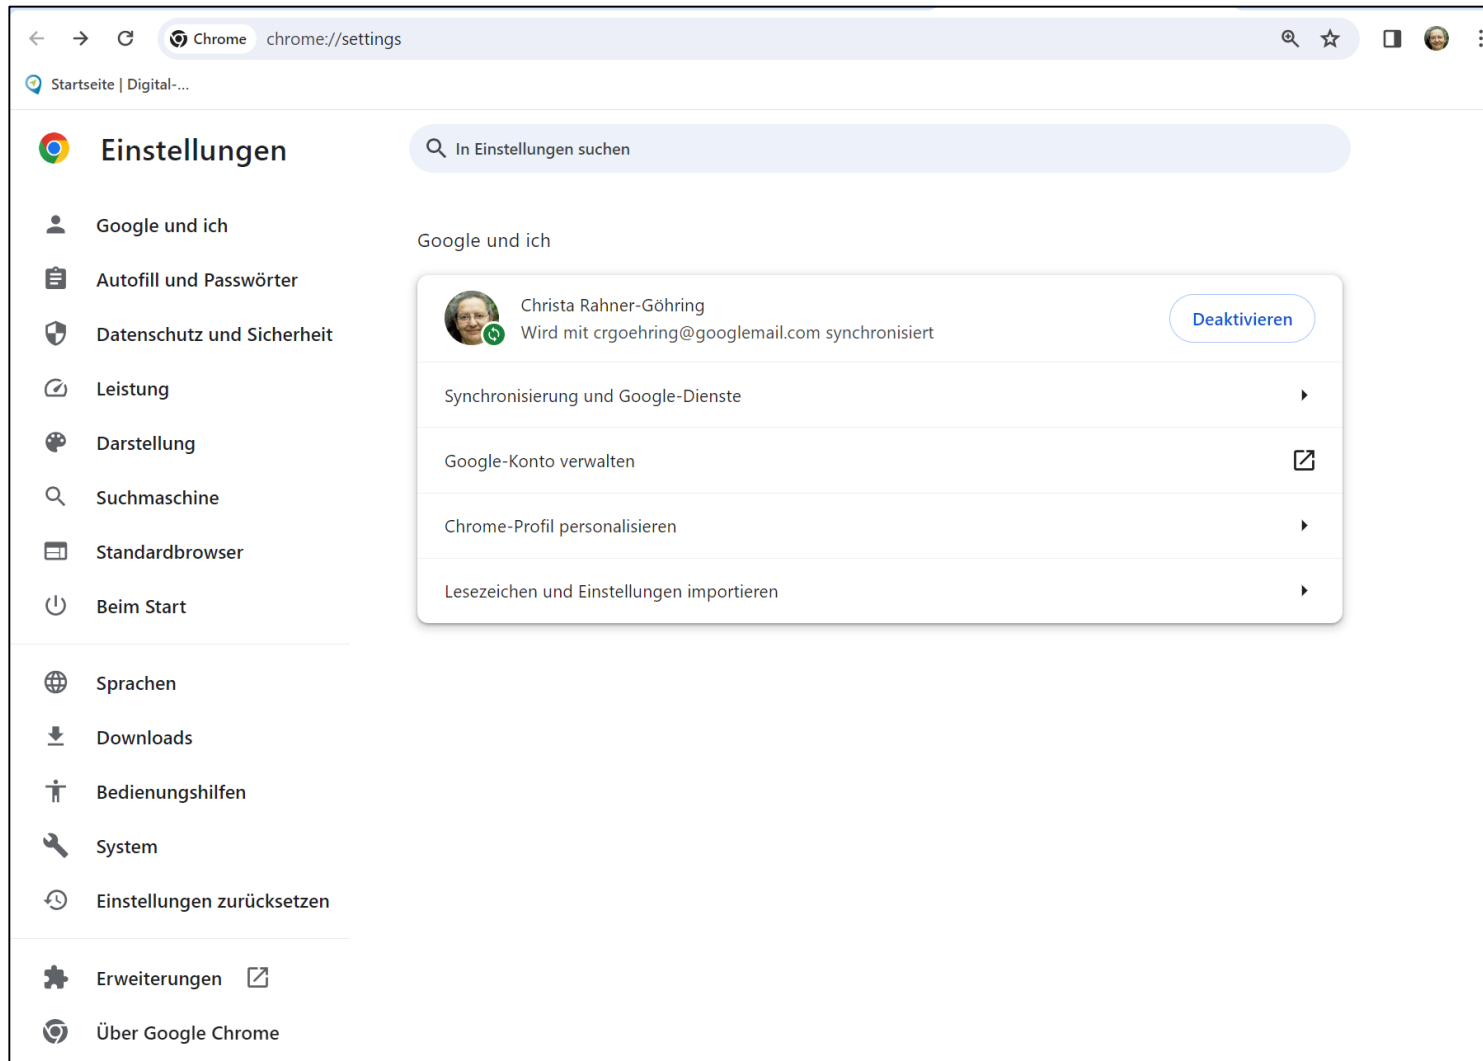 Chrome chrome://settings
Startseite | Digital-...
Einstellungen
In Einstellungen suchen
Google und ich
Autofill und Passwörter
Datenschutz und Sicherheit
Leistung
Darstellung
Suchmaschine
Standardbrowser
Beim Start
Sprachen
Downloads
Bedienungshilfen
System
Einstellungen zurücksetzen
Erweiterungen
Über Google Chrome
Google und ich
Christa Rahner-Göhring
Wird mit crgoehring@googlemail.com synchronisiert
Deaktivieren
Synchronisierung und Google-Dienste
Google-Konto verwalten
Chrome-Profil personalisieren
Lesezeichen und Einstellungen importieren